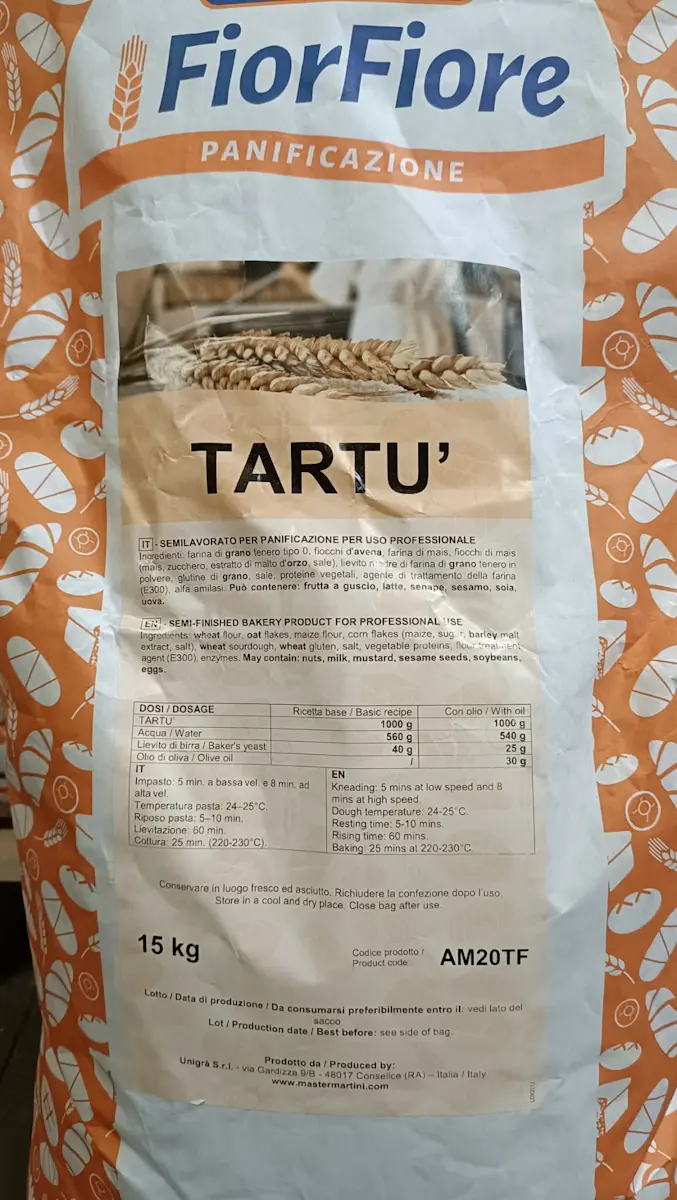 FiorFiore
PANIFICAZIONE
TARTU’
IT - SEMILAVORATO PER PANIFICAZIONE PER USO PROFESSIONALE
Ingredienti: farina di grano tenero tipo 0, fiocchi d'avena, farina di mais, fiocchi di mais
(mais, zucchero, estratto di malto d'orzo, sale), lievito madre di farina di grano tenero in
polvere, glutine di grano, sale, proteine vegetali, agente di trattamento della farina
(E300), alfa amilasi. Può contenere: frutta a guscio, latte, senape, sesamo, soia,
uova.
EN - SEMI-FINISHED BAKERY PRODUCT FOR PROFESSIONAL USE
Ingredients: wheat flour, oat flakes, maize flour, corn flakes (maize, sugar, barley malt
extract, salt), wheat sourdough, wheat gluten, salt, vegetable proteins, flour treatment
agent (E300), enzymes. May contain: nuts, milk, mustard, sesame seeds, soybeans,
eggs.
DOSI / DOSAGE Ricetta base / Basic recipe Con olio / With oil
TARTU' 1000 g 1000 g
Acqua / Water 560 g 540 g
Lievito di birra / Baker's yeast 40 g 25 g
Olio di oliva / Olive oil / 30 g
IT
Impasto: 5 min. a bassa vel. e 8 min. ad
alta vel.
Temperatura pasta: 24–25°C.
Riposo pasta: 5–10 min.
Lievitazione: 60 min.
Cottura: 25 min. (220-230°C).
EN
Kneading: 5 mins at low speed and 8
mins at high speed.
Dough temperature: 24-25°C.
Resting time: 5-10 mins.
Rising time: 60 mins.
Baking: 25 mins at 220-230°C.
Conservare in luogo fresco ed asciutto. Richiudere la confezione dopo l'uso.
Store in a cool and dry place. Close bag after use.
15 kg
Codice prodotto /
Product code
AM20TF
Lotto / Data di produzione / Da consumarsi preferibilmente entro il: vedi lato del
sacco
Lot / Production date / Best before: see side of bag.
Prodotto da / Produced by:
Unigrà S.r.l. - via Gardizza 9/B - 48017 Conselice (RA) – Italia / Italy
www.mastermartini.com